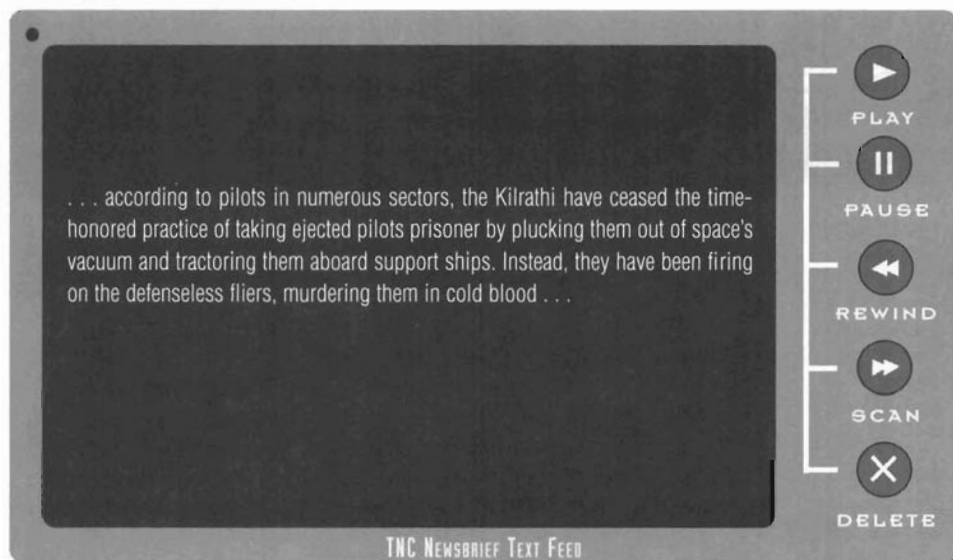 . . . according to pilots in numerous sectors, the Kilrathi have ceased the time-
honored practice of taking ejected pilots prisoner by plucking them out of space's
vacuum and tractoring them aboard support ships. Instead, they have been firing
on the defenseless fliers, murdering them in cold blood . . .
PLAY
PAUSE
REWIND
SCAN
DELETE
TNC NEWSBRIEF TEXT FEED